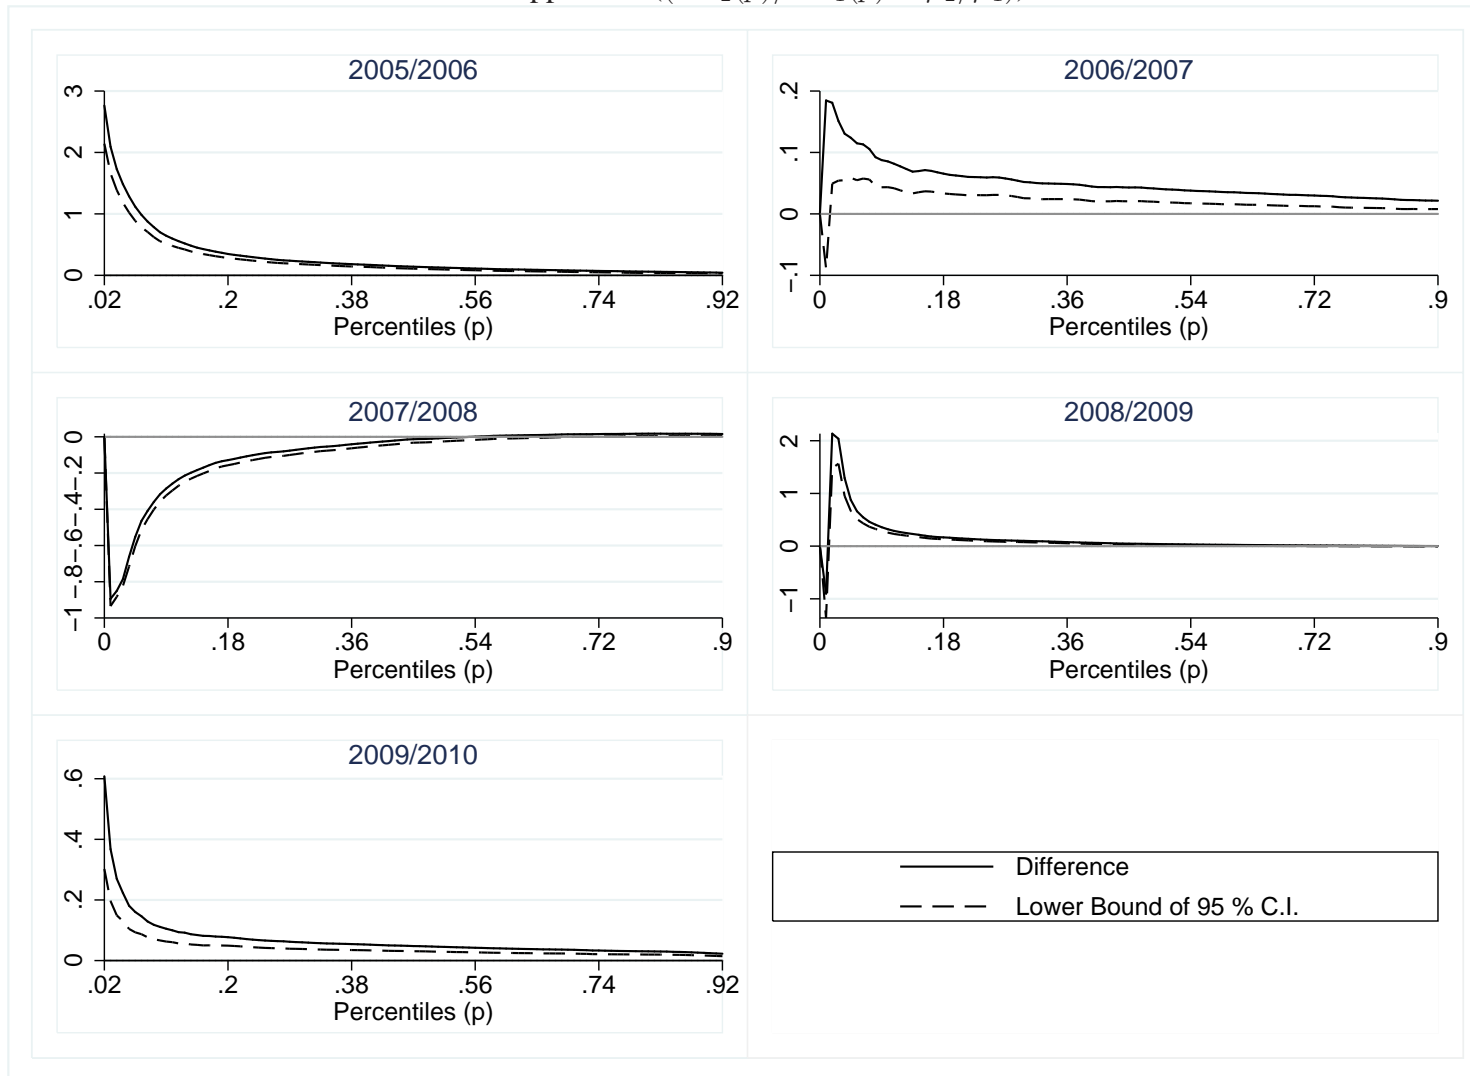 2005/2006
3
2
1
0
.02 .2 .38 .56 .74 .92
Percentiles (p)
2006/2007
.2
.1
0
−.1
0 .18 .36 .54 .72 .9
Percentiles (p)
2007/2008
0
−.2
−.4
−.6
−.8
−1
0 .18 .36 .54 .72 .9
Percentiles (p)
2008/2009
2
1
0
−1
0 .18 .36 .54 .72 .9
Percentiles (p)
2009/2010
.6
.4
.2
0
.02 .2 .38 .56 .74 .92
Percentiles (p)
Difference
Lower Bound of 95 % C.I.